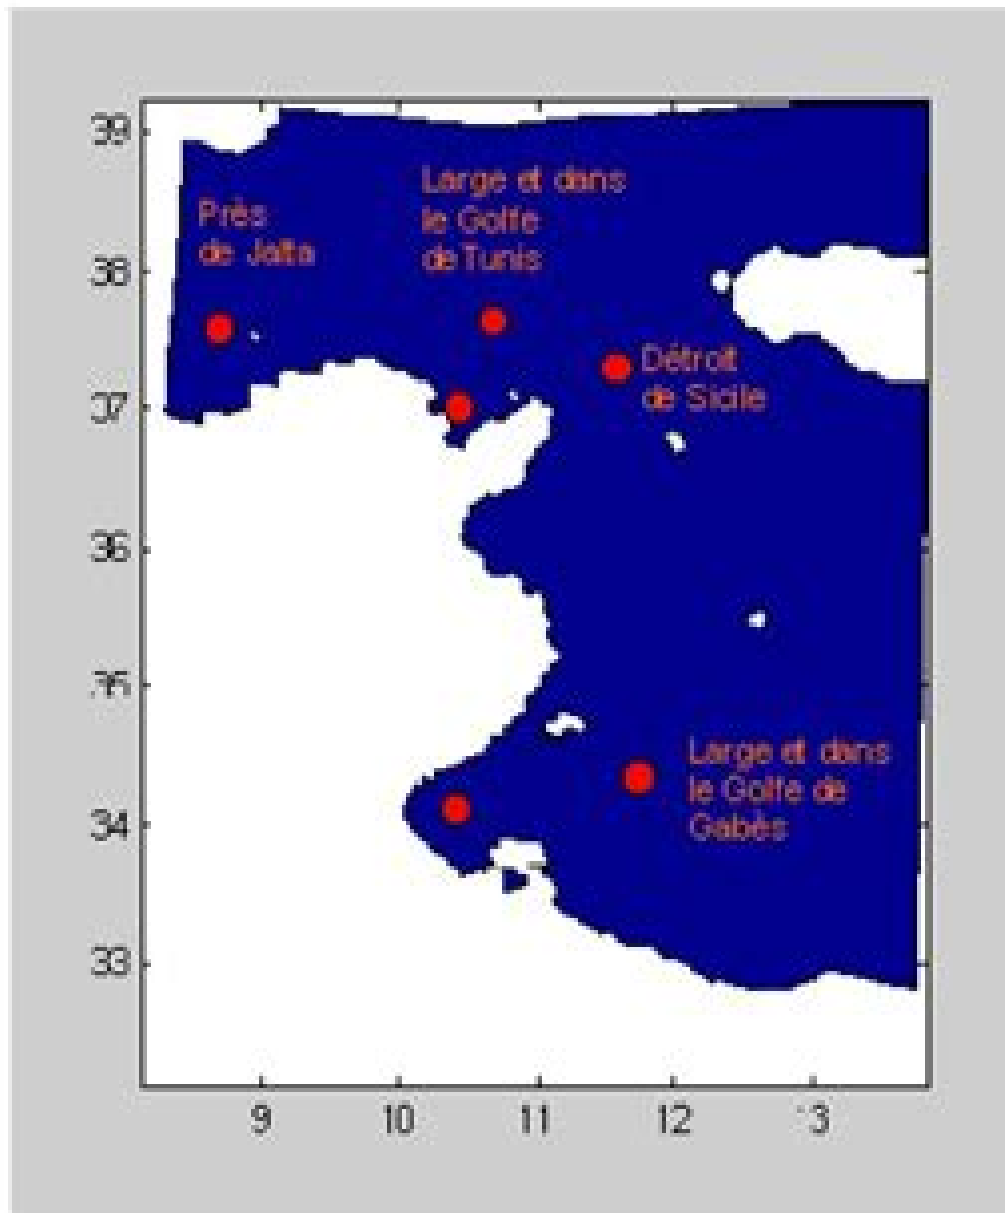 39
38
37
36
35
34
33
9
10
11
12
13
Près
de Jalta
Large et dans
le Golfe
de Tunis
Détroit
de Sicile
Large et dans
le Golfe de
Gabès